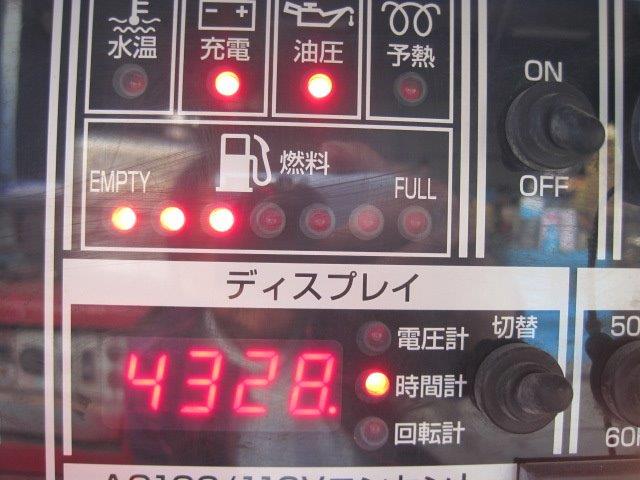 水温 充電 油圧 予熱
ON
OFF
燃料
EMPTY FULL
ディスプレイ
電圧計
時間計
回転計
切替
4328.
50
60H